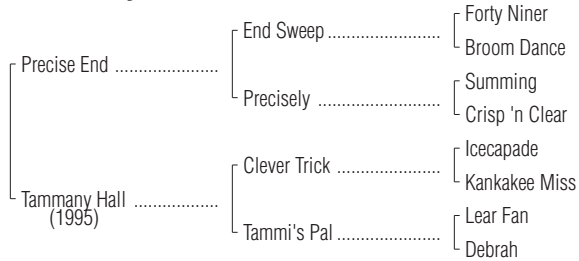 Forty Niner
End Sweep ........................
Broom Dance
Precise End .....................
Summing
Precisely ..........................
Crisp 'n Clear
Icecapade
Clever Trick ......................
Kankakee Miss
Tammany Hall .................
(1995)
Lear Fan
Tammi's Pal ......................
Debrah